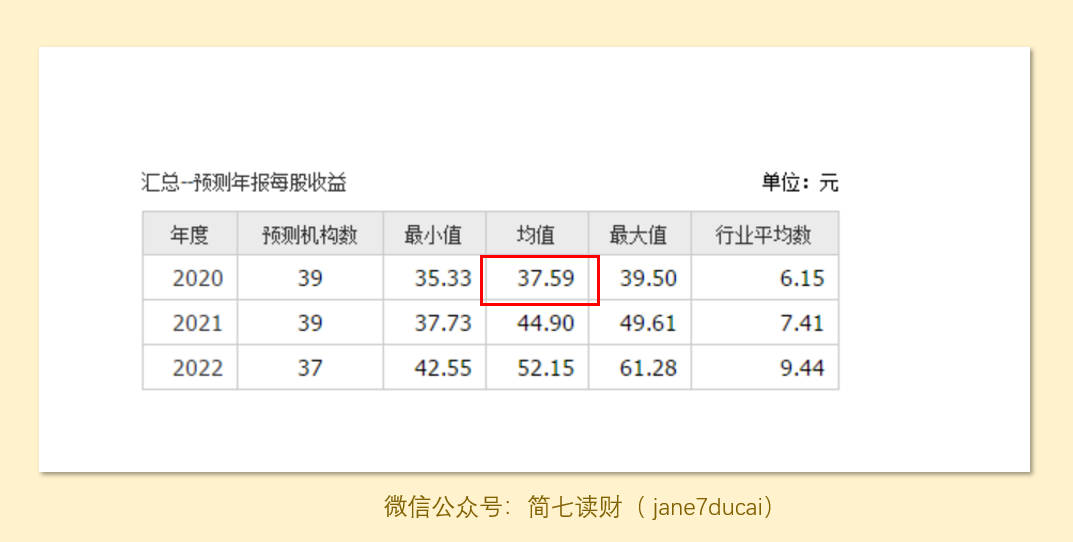 汇总--预测年报每股收益 单位：元
年度 预测机构数 最小值 均值 最大值 行业平均数
2020 39 35.33 37.59 39.50 6.15
2021 39 37.73 44.90 49.61 7.41
2022 37 42.55 52.15 61.28 9.44
微信公众号：简七读财（jane7ducai）